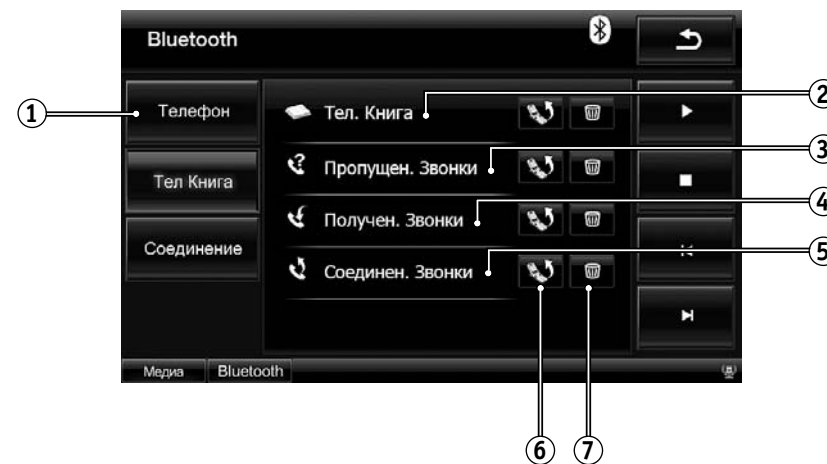 Bluetooth
1
Телефон
Тел Книга
Соединение
Тел. Книга
2
Пропущен. Звонки
3
Получен. Звонки
4
Соединен. Звонки
5
Медиа
Bluetooth
6
7